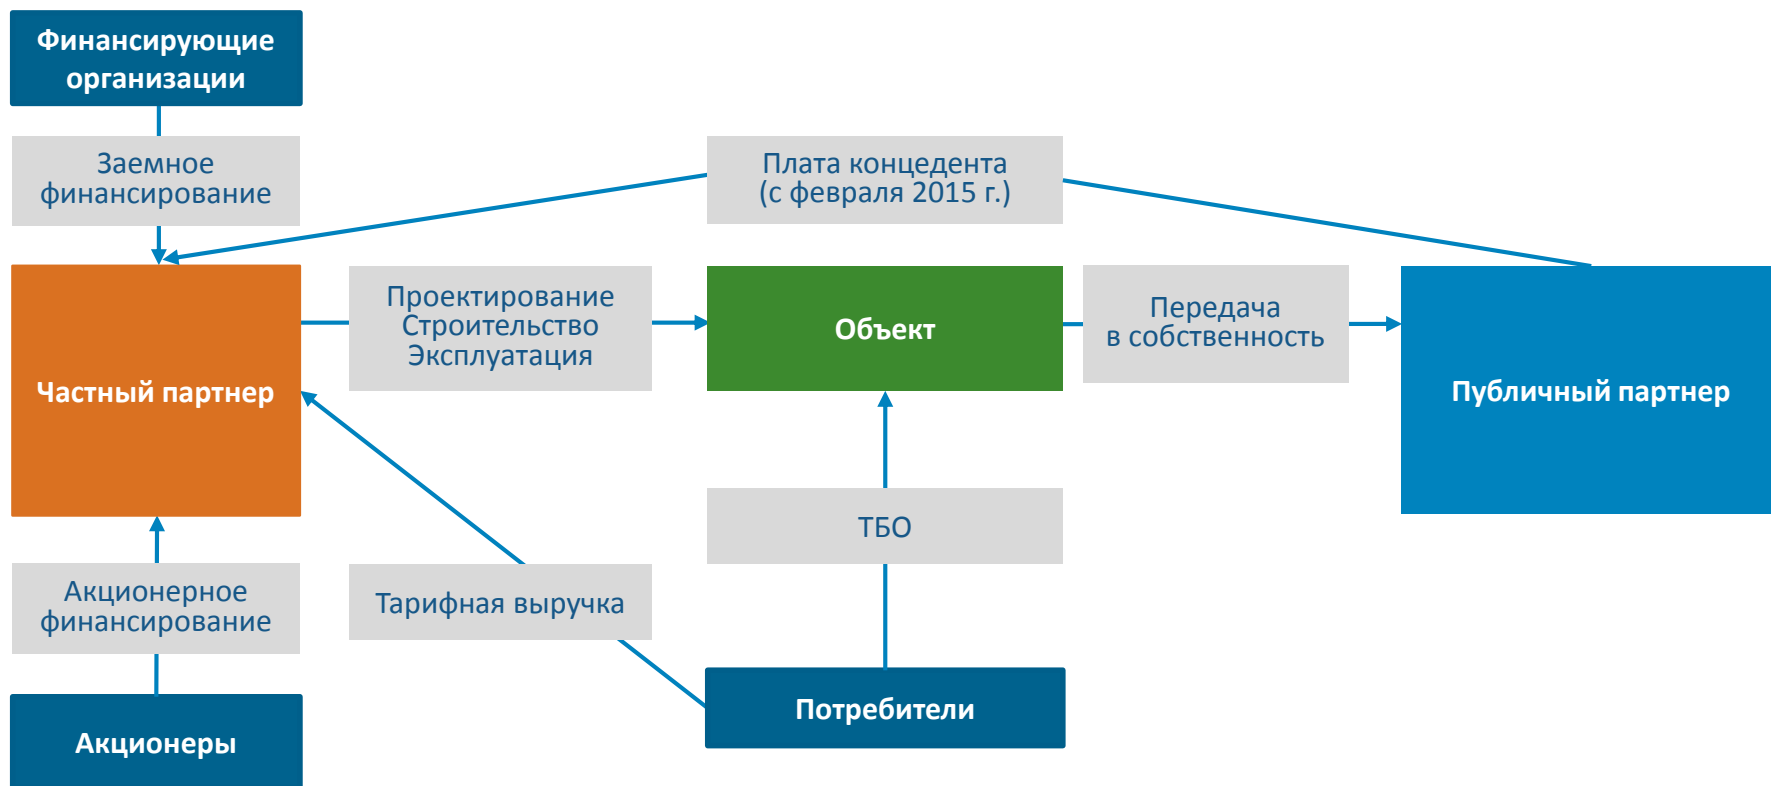 Финансирующие
организации
Заемное
финансирование
Плата концедента
(с февраля 2015 г.)
Частный партнер
Проектирование
Строительство
Эксплуатация
Объект
Передача
в собственность
Публичный партнер
ТБО
Акционерное
финансирование
Тарифная выручка
Потребители
Акционеры